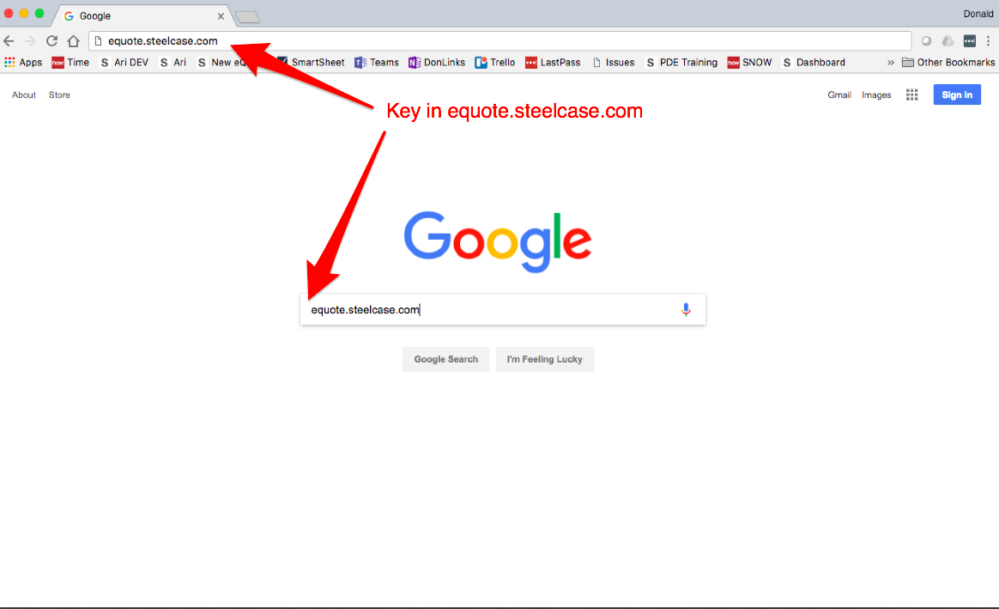 Google
Donald
equote.steelcase.com
Apps Time Ari DEV Ari New SmartSheet Teams DonLinks Trello LastPass Issues PDE Training SNOW Dashboard » Other Bookmarks
About Store
Gmail Images Sign in
Key in equote.steelcase.com
Google
equote.steelcase.com
Google Search I'm Feeling Lucky